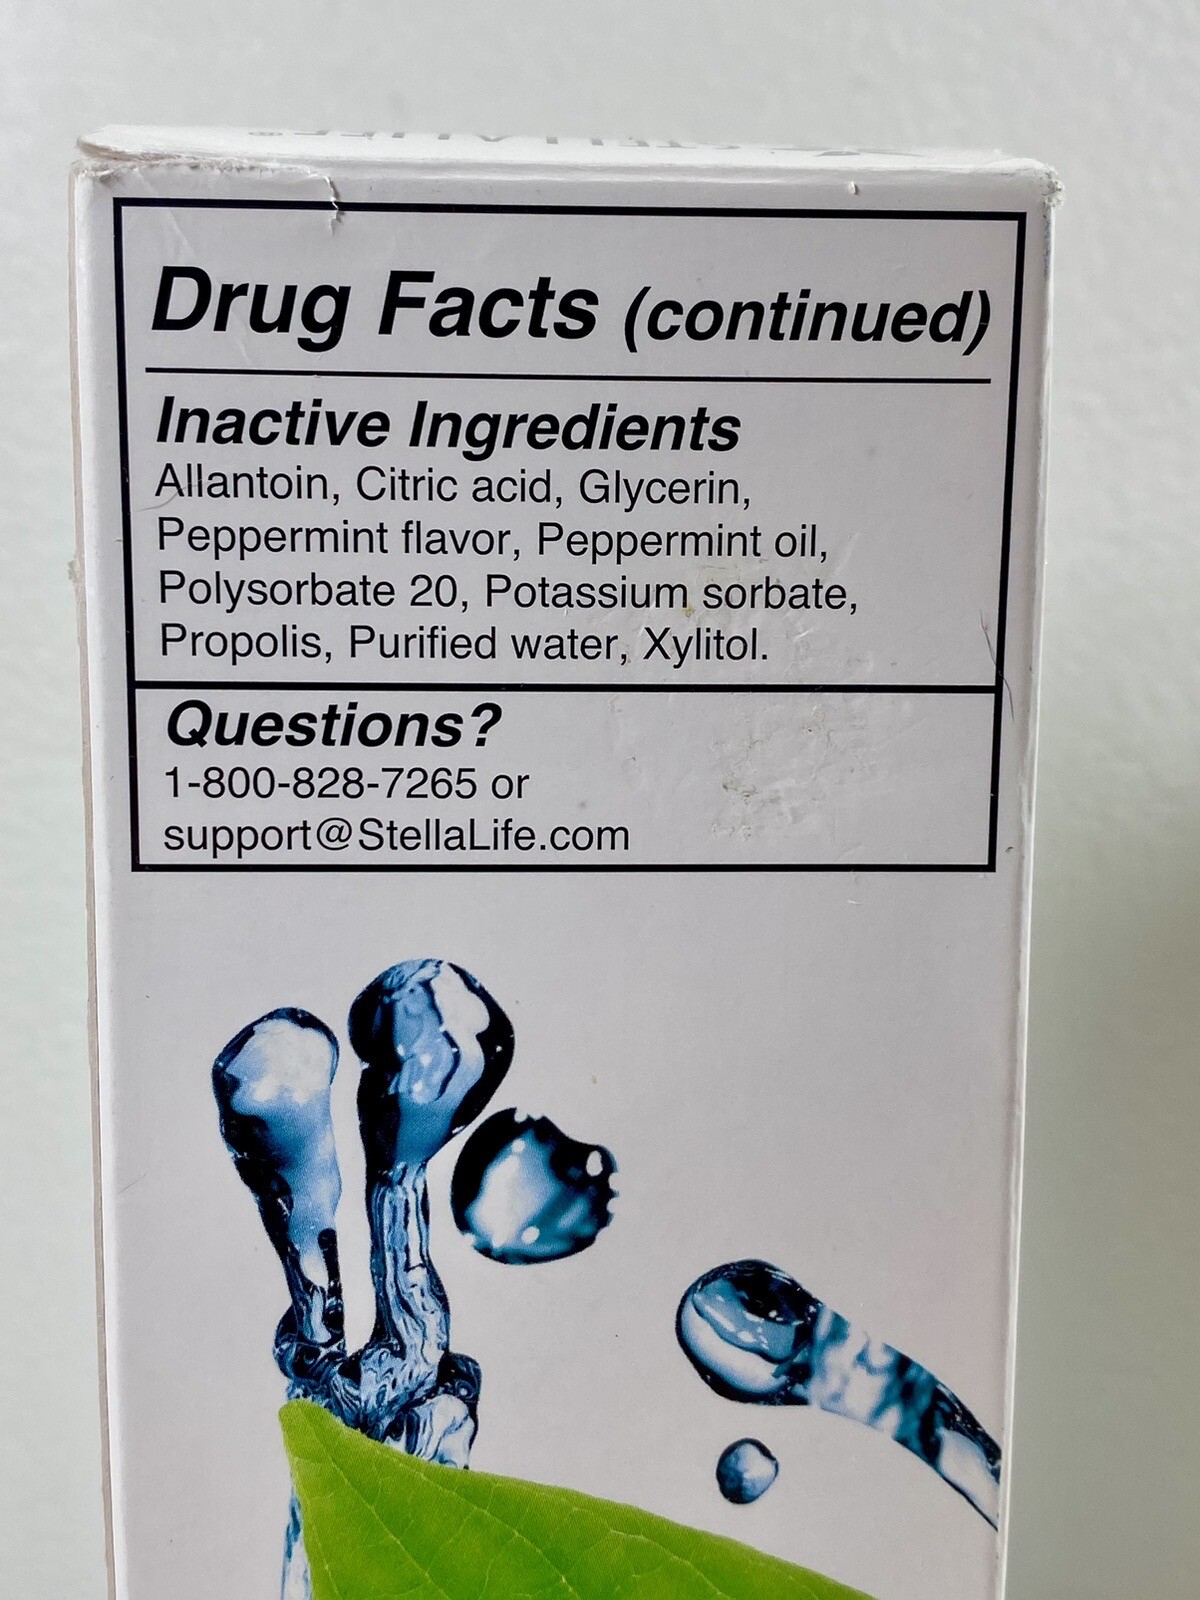 Drug Facts (continued)
Inactive Ingredients
Allantoin, Citric acid, Glycerin,
Peppermint flavor, Peppermint oil,
Polysorbate 20, Potassium sorbate,
Propolis, Purified water, Xylitol.
Questions?
1-800-828-7265 or
support@StellaLife.com